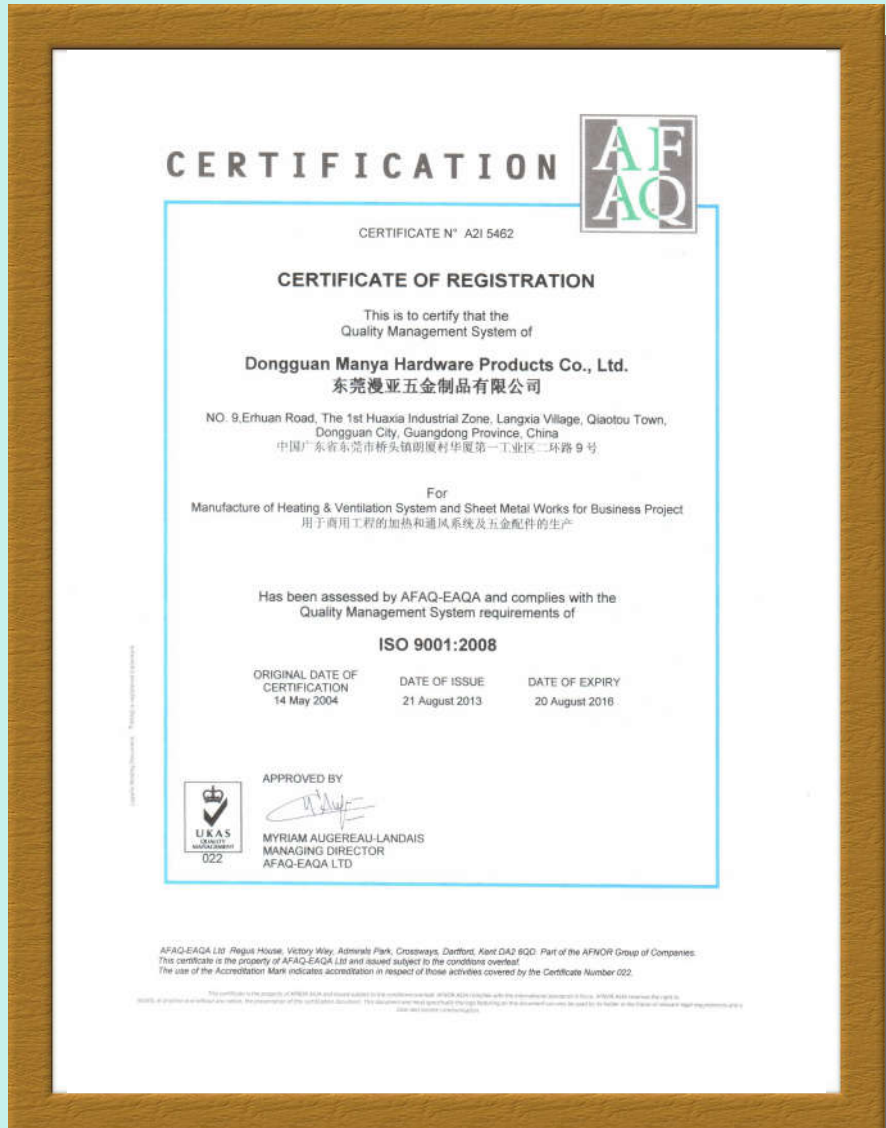 CERTIFICATION
AF
AQ
CERTIFICATE N° A2I 5462
CERTIFICATE OF REGISTRATION
This is to certify that the
Quality Management System of
Dongguan Manya Hardware Products Co., Ltd.
东莞漫亚五金制品有限公司
NO. 9,Erhuan Road, The 1st Huaxia Industrial Zone, Langxia Village, Qiaotou Town,
Dongguan City, Guangdong Province, China
中国广东省东莞市桥头镇朗厦村华厦第一工业区二环路 9 号
For
Manufacture of Heating & Ventilation System and Sheet Metal Works for Business Project
用于商用工程的加热和通风系统及五金配件的生产
Has been assessed by AFAQ-EAQA and complies with the
Quality Management System requirements of
ISO 9001:2008
ORIGINAL DATE OF
CERTIFICATION
14 May 2004
DATE OF ISSUE
21 August 2013
DATE OF EXPIRY
20 August 2016
APPROVED BY
MYRIAM AUGEREAU-LANDAIS
MANAGING DIRECTOR
AFAQ-EAQA LTD
UKAS
QUALITY
MANAGEMENT
022
AFAQ-EAQA Ltd Regus House, Victory Way, Admirals Park, Crossways, Dartford, Kent DA2 6QD. Part of the AFNOR Group of Companies.
This certificate is the property of AFAQ-EAQA Ltd and issued subject to the conditions overleaf.
The use of the Accreditation Mark indicates accreditation in respect of those activities covered by the Certificate Number 022.